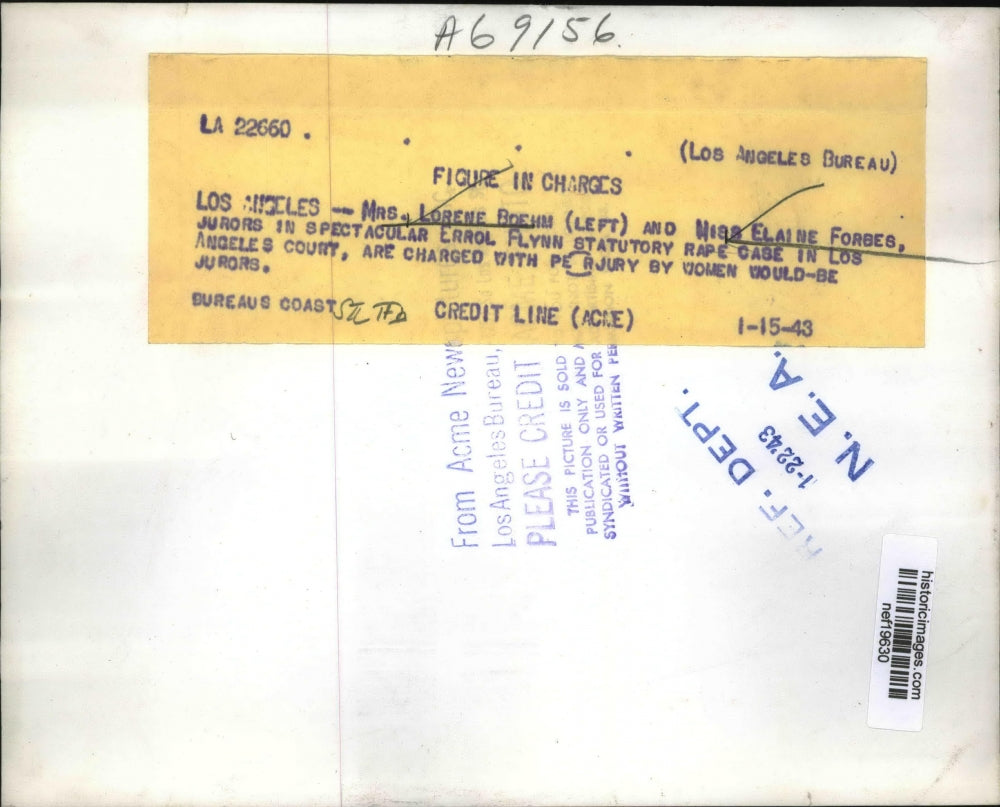 A69156
LA 22660 .
(LOS ANGELES BUREAU)
FIGURE IN CHARGES
LOS ANGELES -- MRS. LORENE BOEHM (LEFT) AND MISS ELAINE FORBES,
JURORS IN SPECTACULAR ERROL FLYNN STATUTORY RAPE CASE IN LOS
ANGELES COURT, ARE CHARGED WITH PE RJURY BY WOMEN WOULD-BE
JURORS.
BUREAUS COAST
CREDIT LINE (ACME)
1-15-43
From Acme
Los Angeles Bureau,
PLEASE CREDIT
THIS PICTURE IS SOLD
PUBLICATION ONLY AND
SYNDICATED OR USED FOR
WITHOUT WRITTEN
REF. DEPT.
1-22-43
N. E. A.
historicimages.com
nef19630